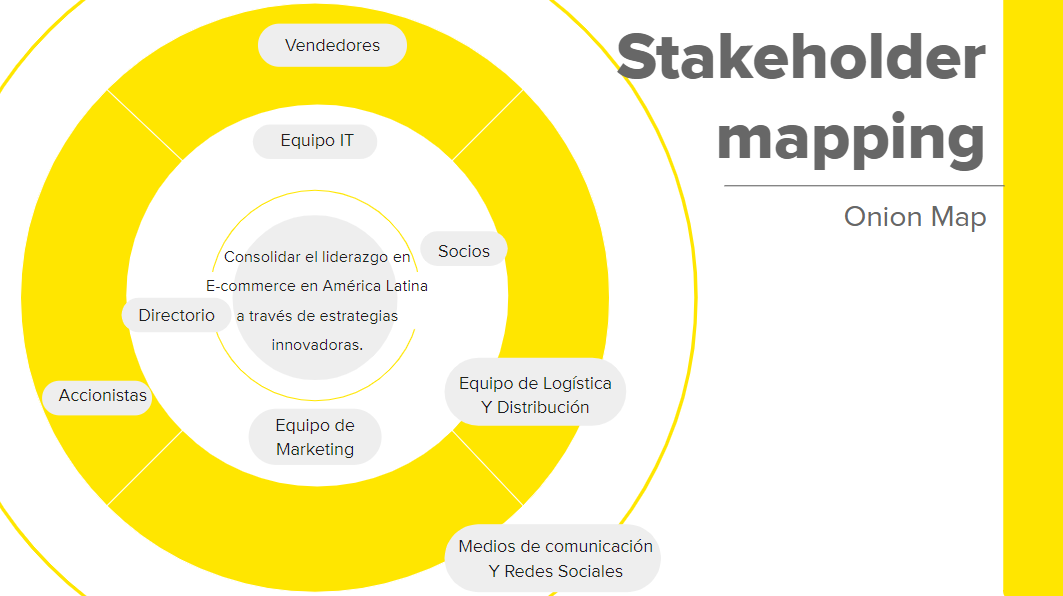 Stakeholder
mapping
Onion Map
Vendedores
Equipo IT
Socios
Consolidar el liderazgo en
E-commerce en América Latina
a través de estrategias
innovadoras.
Directorio
Accionistas
Equipo de Logística
Y Distribución
Equipo de
Marketing
Medios de comunicación
Y Redes Sociales